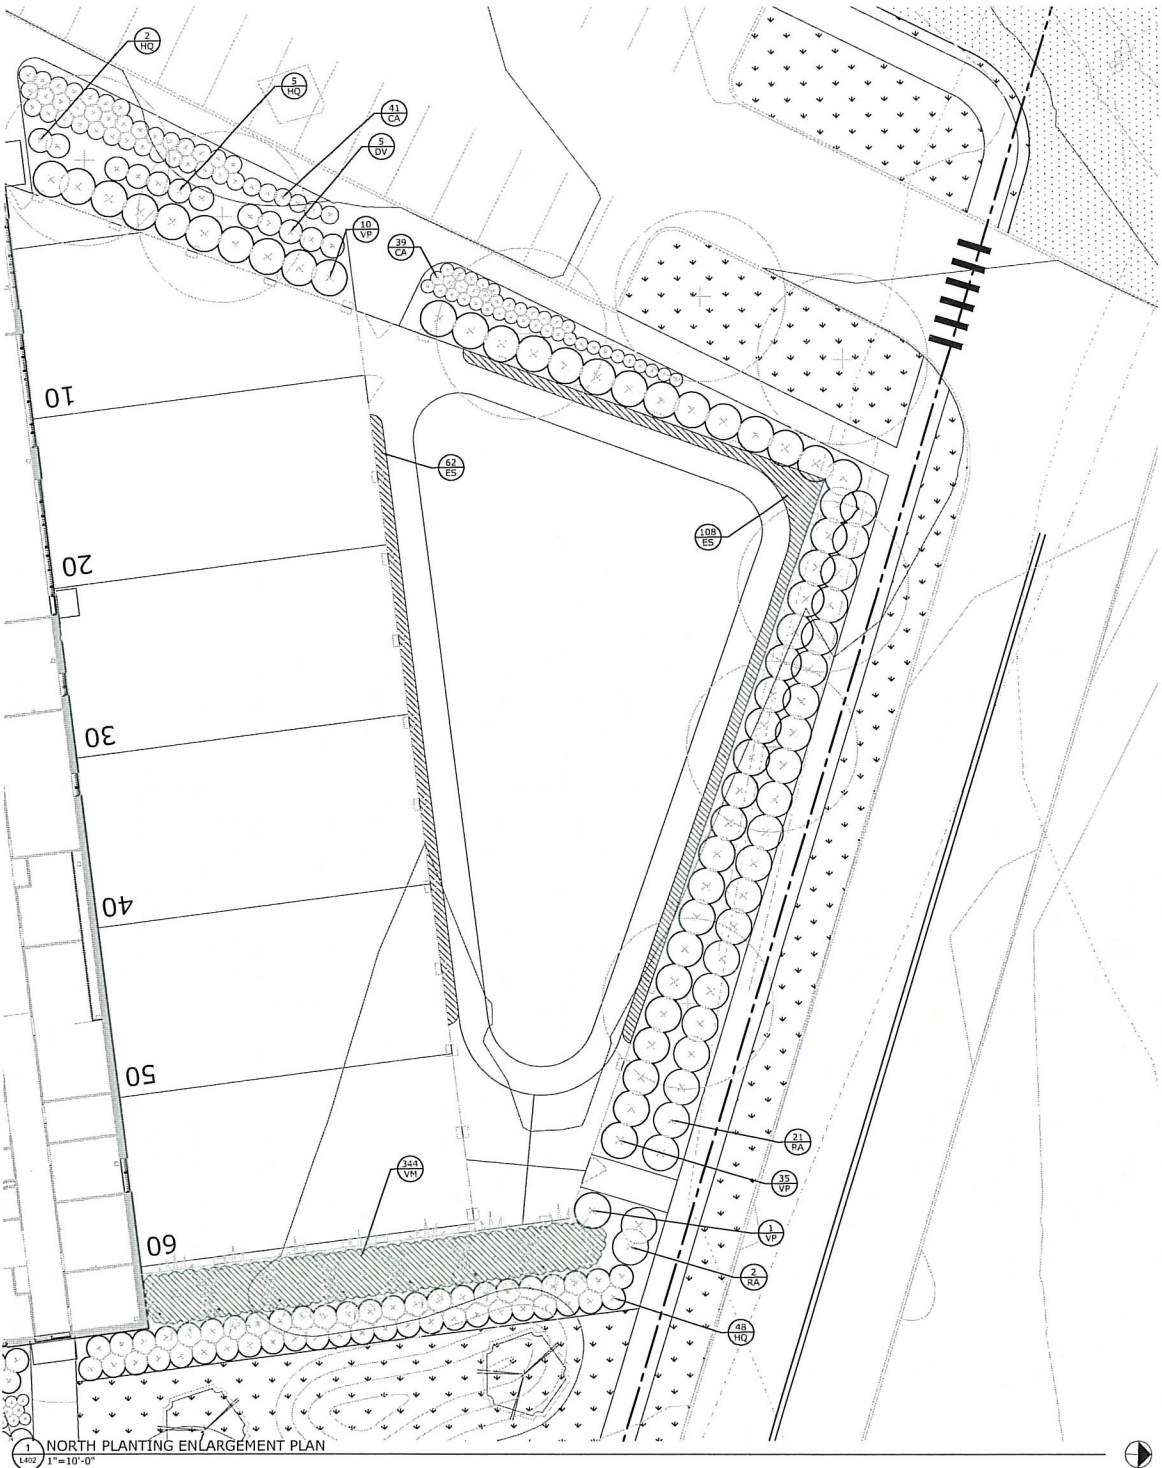 2
HQ
5
HQ
41
CA
5
DV
10
VP
39
CA
10
62
ES
20
108
ES
30
40
50
21
RA
344
VM
35
VP
1
VP
60
2
RA
48
HQ
1
L402
NORTH PLANTING ENLARGEMENT PLAN
1"=10'-0"